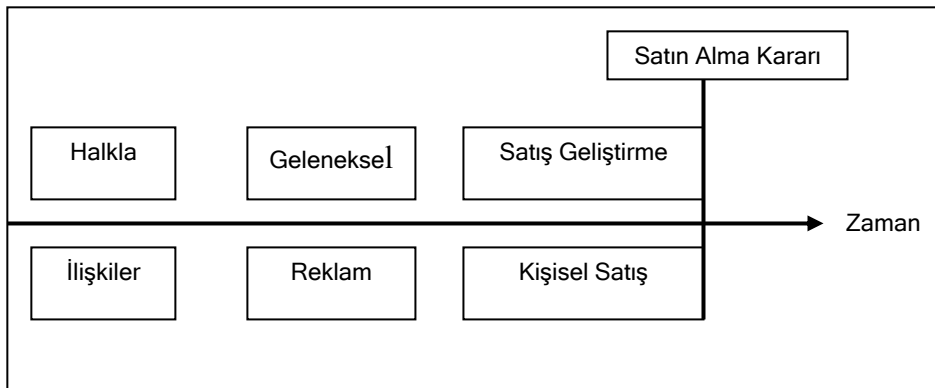 Satın Alma Kararı
Halkla
Geleneksel
Satış Geliştirme
Zaman
İlişkiler
Reklam
Kişisel Satış